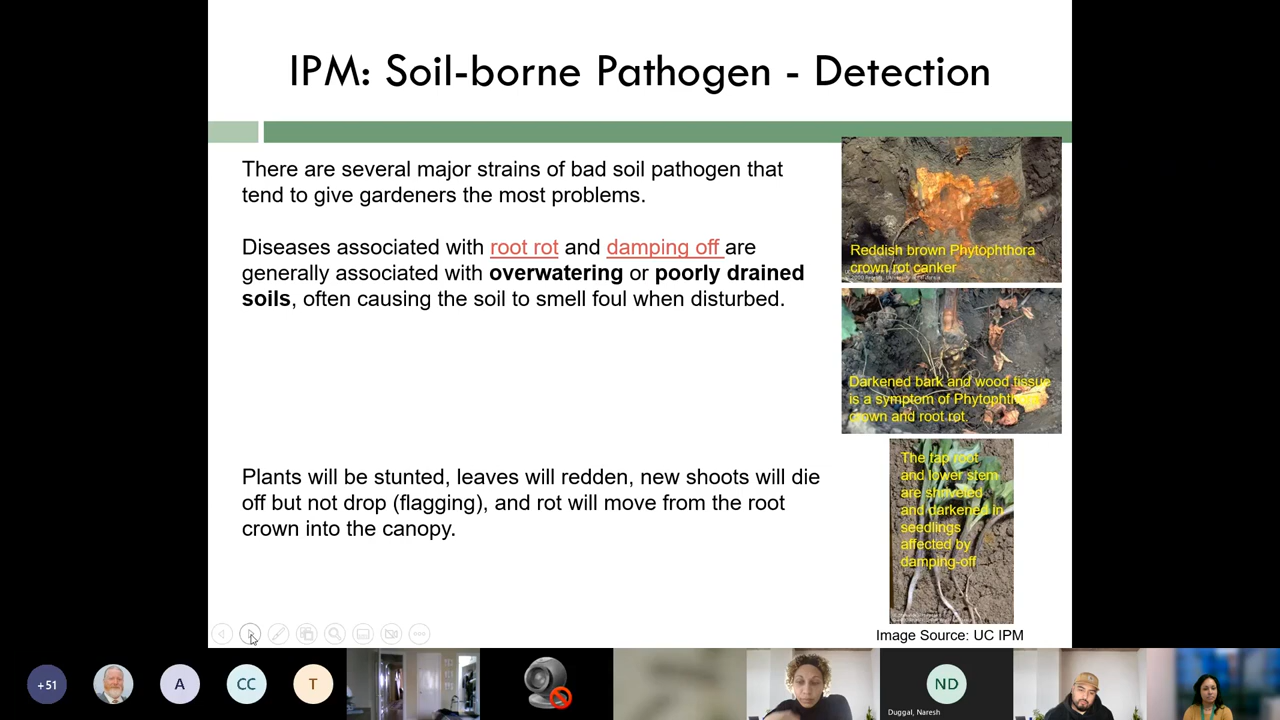 IPM: Soil-borne Pathogen - Detection
There are several major strains of bad soil pathogen that
tend to give gardeners the most problems.
Diseases associated with root rot and damping off are
generally associated with overwatering or poorly drained
soils, often causing the soil to smell foul when disturbed.
Plants will be stunted, leaves will redden, new shoots will die
off but not drop (flagging), and rot will move from the root
crown into the canopy.
Reddish brown Phytophthora
crown rot canker
Darkened bark and wood tissue
is a symptom of Phytophthora
crown and root rot.
The tap root
and lower stem
are shriveled
and darkened in
seedlings
affected by
damping-off
Image Source: UC IPM
+51
A
CC
T
ND
Duggal, Naresh